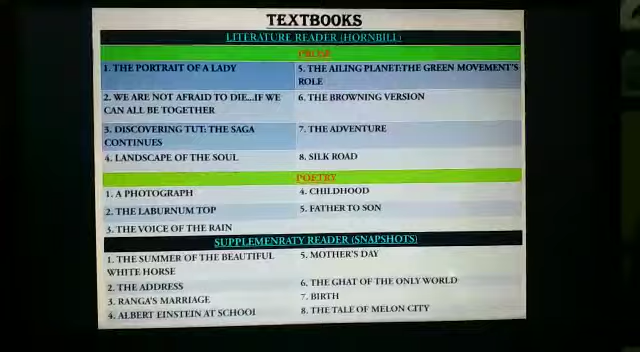 TEXTBOOKS
LITERATURE READER (HORNBILL)
PROSE
1. THE PORTRAIT OF A LADY
5. THE AILING PLANET:THE GREEN MOVEMENT'S
ROLE
2. WE ARE NOT AFRAID TO DIE...IF WE
CAN ALL BE TOGETHER
6. THE BROWNING VERSION
3. DISCOVERING TUT: THE SAGA
CONTINUES
7. THE ADVENTURE
4. LANDSCAPE OF THE SOUL
8. SILK ROAD
POETRY
1. A PHOTOGRAPH
4. CHILDHOOD
2. THE LABURNUM TOP
5. FATHER TO SON
3. THE VOICE OF THE RAIN
SUPPLEMENRATY READER (SNAPSHOTS)
1. THE SUMMER OF THE BEAUTIFUL
WHITE HORSE
5. MOTHER'S DAY
2. THE ADDRESS
6. THE GHAT OF THE ONLY WORLD
3. RANGA'S MARRIAGE
7. BIRTH
4. ALBERT EINSTEIN AT SCHOOL
8. THE TALE OF MELON CITY